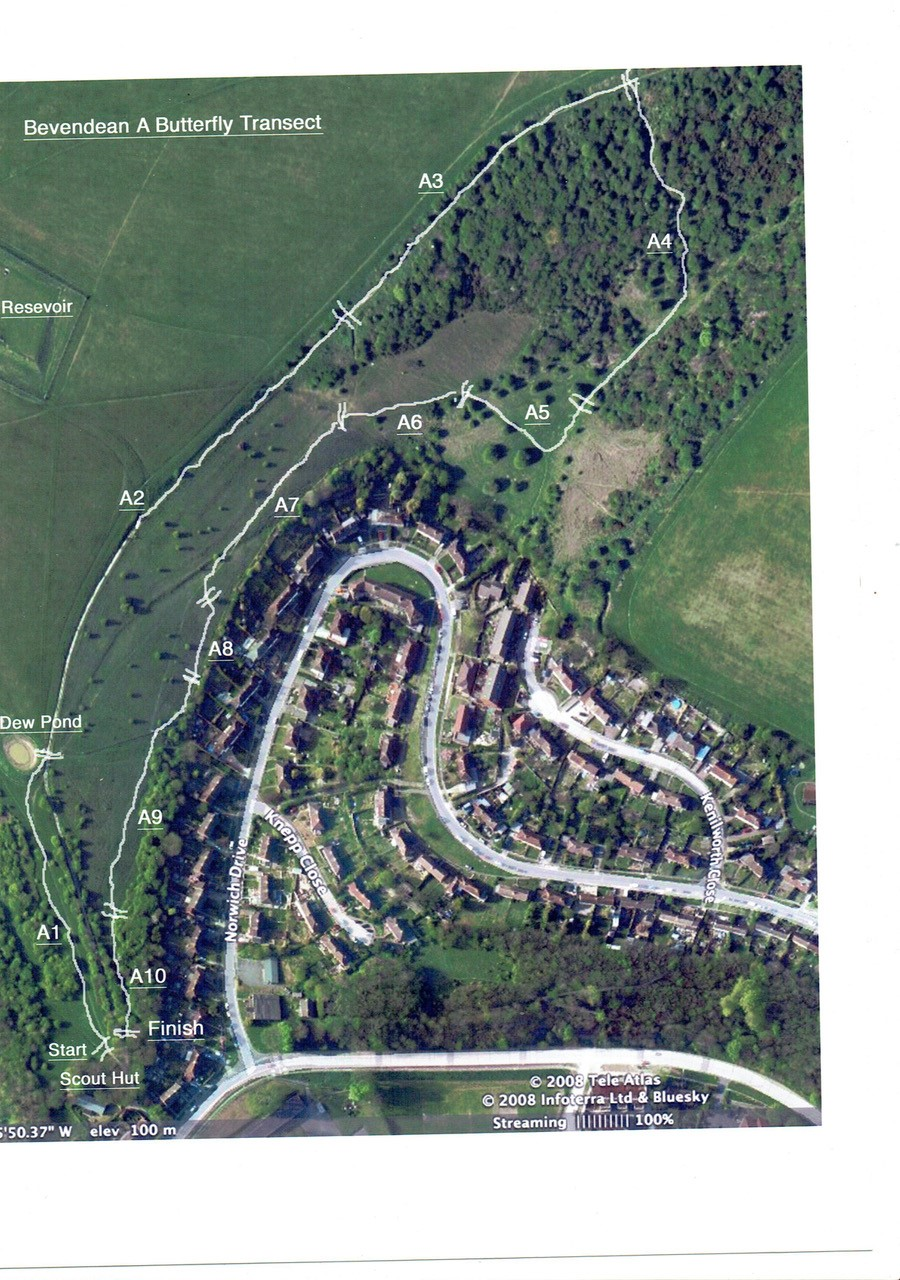 Bevendean A Butterfly Transect
A3
A4
Resevoir
A5
A6
A2
A7
A8
Dew Pond
A9
Kenilworth Close
Knepp Close
Norwich Drive
A1
A10
Finish
Start
Scout Hut
© 2008 Tele Atlas
© 2008 Infoterra Ltd & Bluesky
Streaming |||||||||| 100%
5'50.37" W elev 100 m